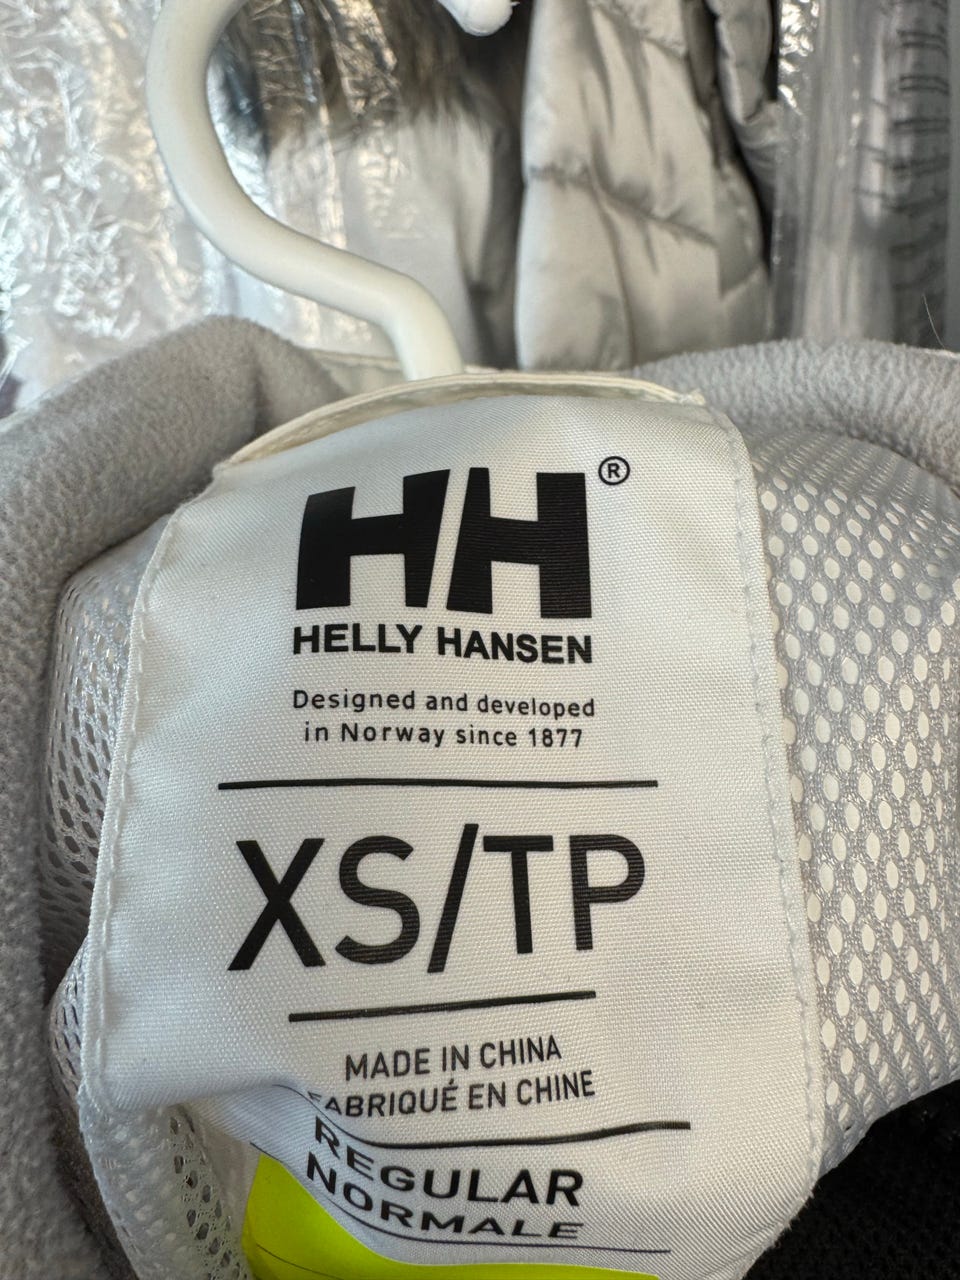 HH®
HELLY HANSEN
Designed and developed
in Norway since 1877
XS/TP
MADE IN CHINA
FABRIQUÉ EN CHINE
REGULAR
NORMALE